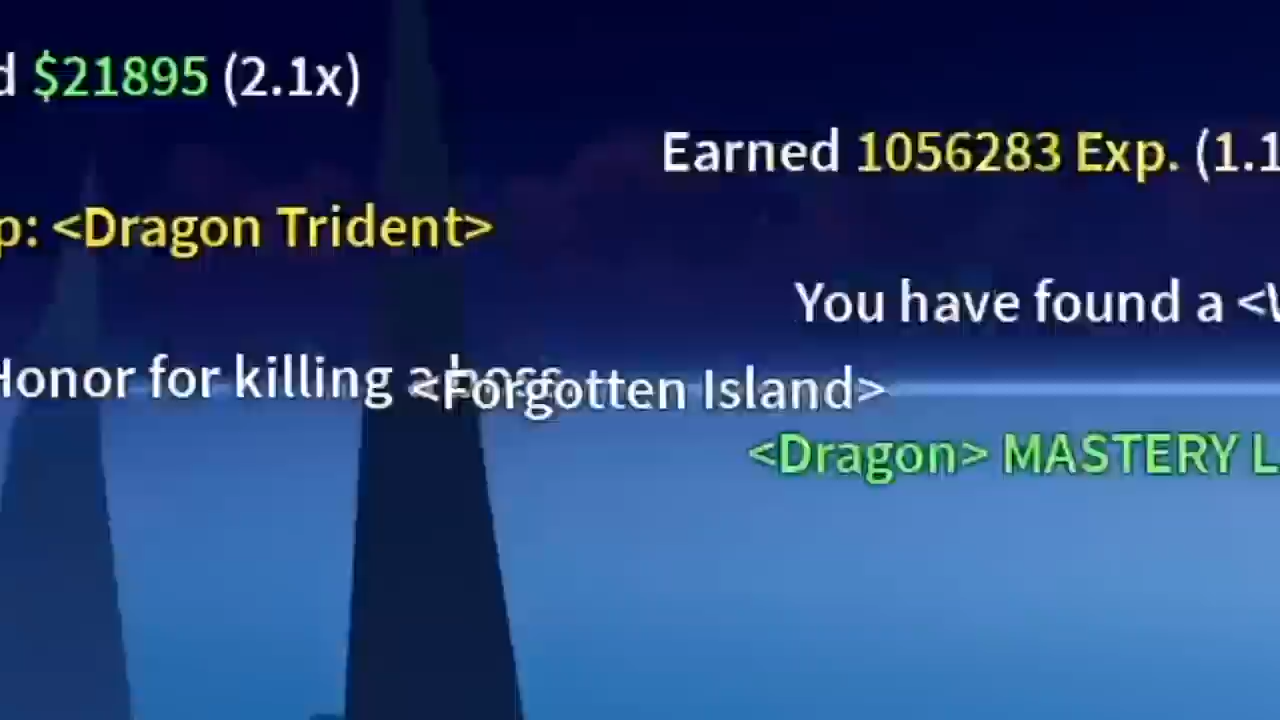 $21895 (2.1x)
Earned 1056283 Exp. (1.1
p: <Dragon Trident>
You have found a <
Honor for killing a boss.
<Forgotten Island>
<Dragon> MASTERY L